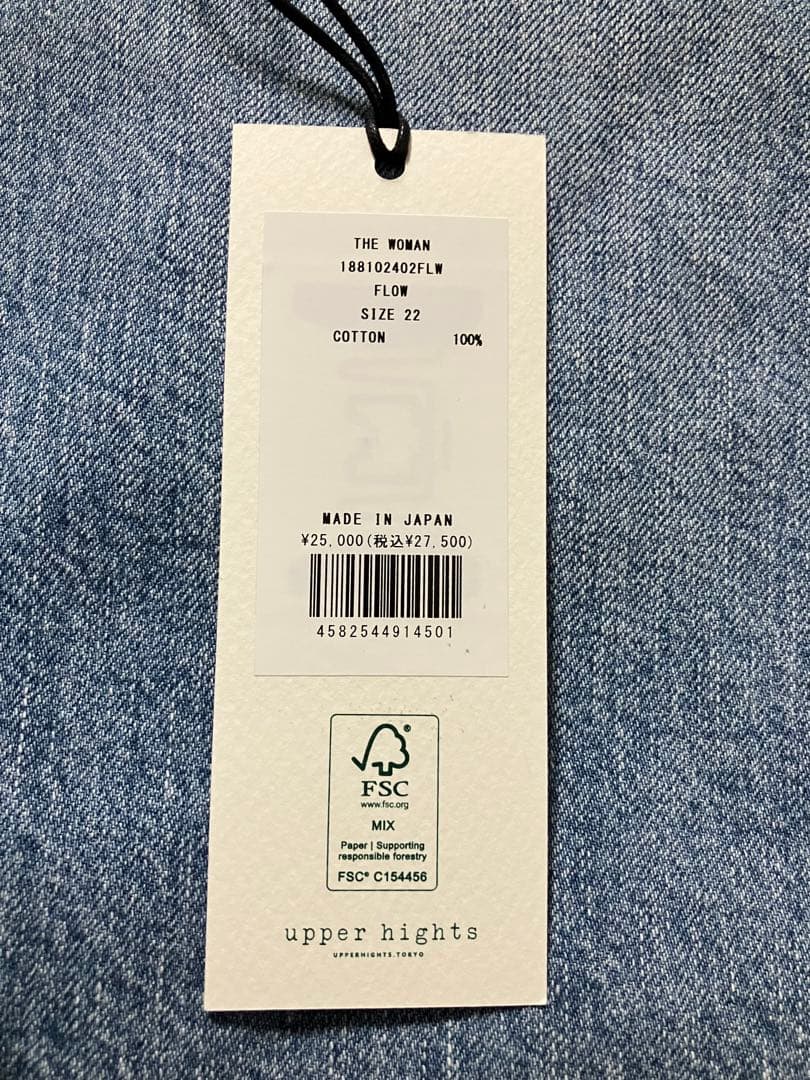 THE WOMAN
188102402FLW
FLOW
SIZE 22
COTTON 100%
MADE IN JAPAN
¥25,000(税込¥27,500)
4582544914501
FSC®
www.fsc.org
MIX
Paper | Supporting
responsible forestry
FSC® C154456
upper hights
UPPERHIGHTS.TOKYO